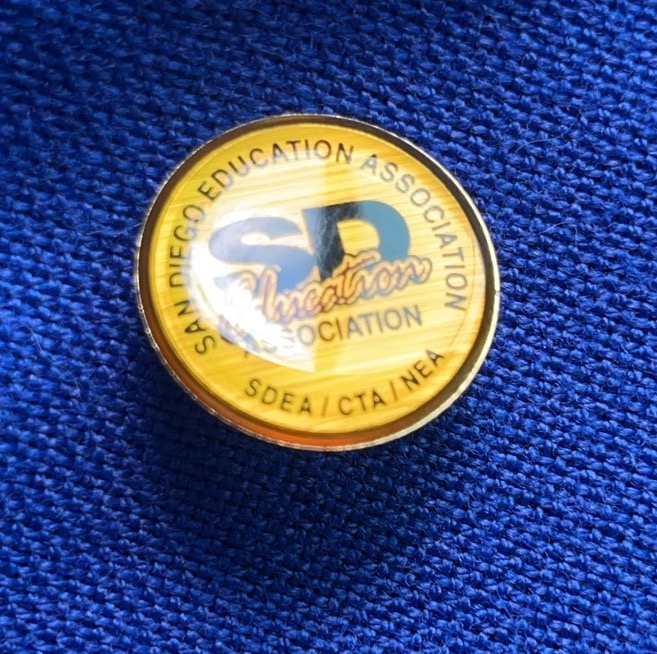 SAN DIEGO EDUCATION ASSOCIATION
SD
Education
ASSOCIATION
SDEA / CTA / NEA